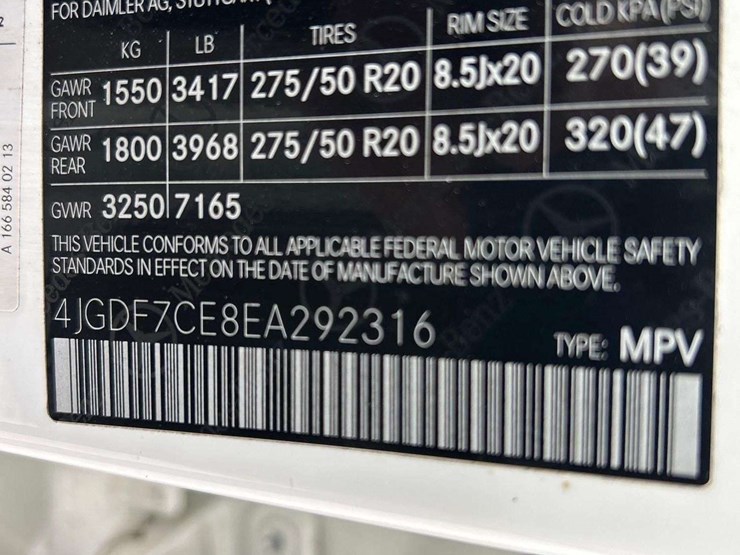 FOR DAIMLER AG, STUTTGART
KG LB TIRES RIM SIZE COLD KPA(PSI)
GAWR FRONT 1550 3417 275/50 R20 8.5Jx20 270(39)
GAWR REAR 1800 3968 275/50 R20 8.5Jx20 320(47)
GVWR 3250 7165
THIS VEHICLE CONFORMS TO ALL APPLICABLE FEDERAL MOTOR VEHICLE SAFETY
STANDARDS IN EFFECT ON THE DATE OF MANUFACTURE SHOWN ABOVE.
4JGDF7CE8EA292316
TYPE: MPV
A 166 584 02 13